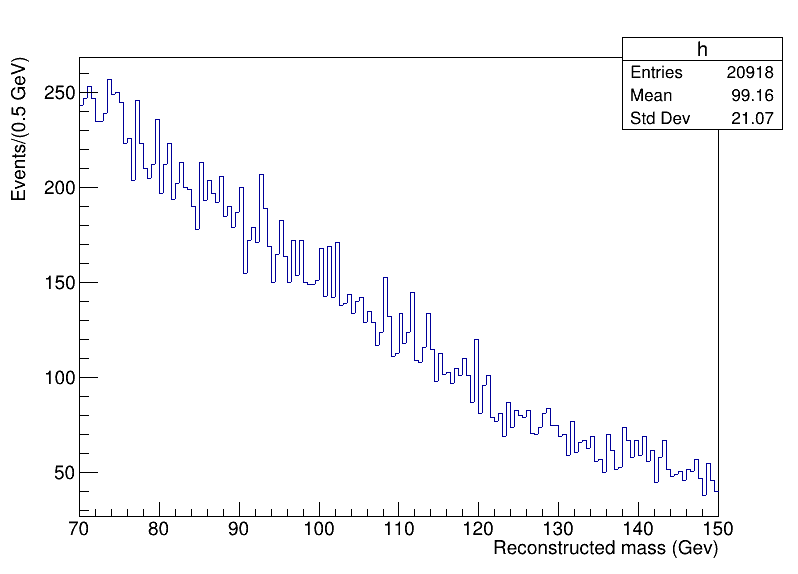 h
Entries 20918
Mean 99.16
Std Dev 21.07
Events/(0.5 GeV)
250
200
150
100
50
70 80 90 100 110 120 130 140 150
Reconstructed mass (Gev)